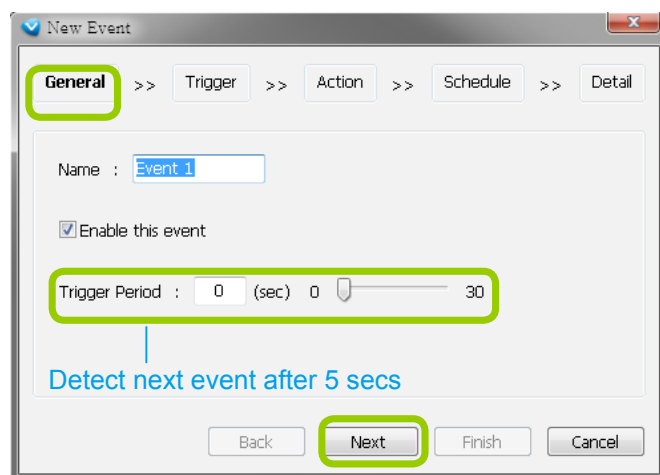 New Event
General >> Trigger >> Action >> Schedule >> Detail
Name : Event 1
Enable this event
Trigger Period : 0 (sec) 0 30
Detect next event after 5 secs
Back Next Finish Cancel